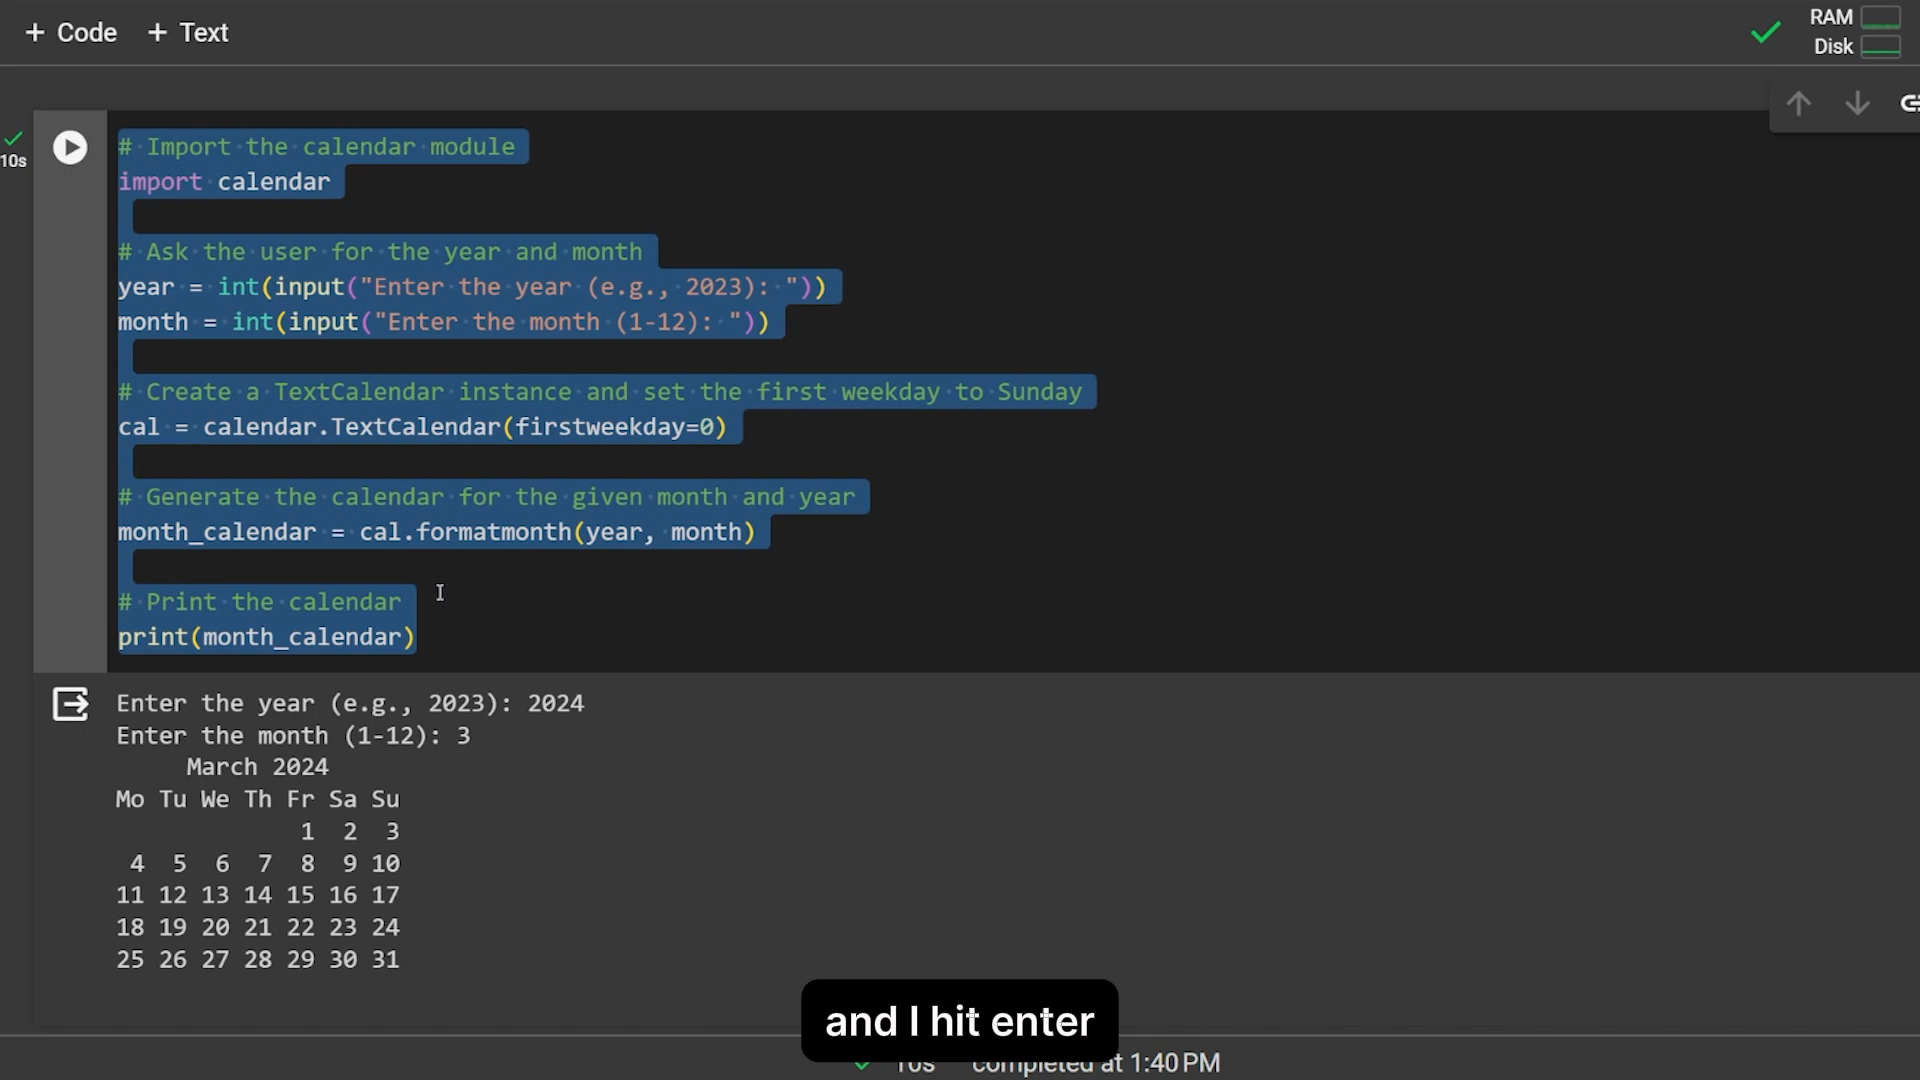 + Code + Text
RAM
Disk
10s
# Import the calendar module
import calendar
# Ask the user for the year and month
year = int(input("Enter the year (e.g., 2023): "))
month = int(input("Enter the month (1-12): "))
# Create a TextCalendar instance and set the first weekday to Sunday
cal = calendar.TextCalendar(firstweekday=0)
# Generate the calendar for the given month and year
month_calendar = cal.formatmonth(year, month)
# Print the calendar
print(month_calendar)
Enter the year (e.g., 2023): 2024
Enter the month (1-12): 3
March 2024
Mo Tu We Th Fr Sa Su
1 2 3
4 5 6 7 8 9 10
11 12 13 14 15 16 17
18 19 20 21 22 23 24
25 26 27 28 29 30 31
and I hit enter
10s completed at 1:40 PM